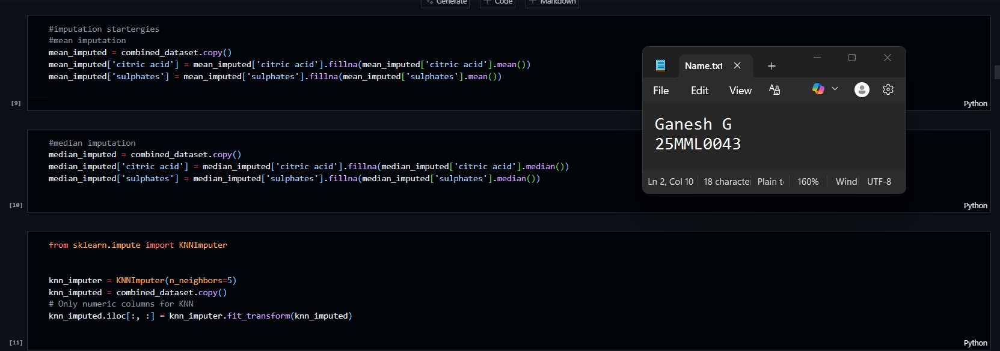 Generate + Code + Markdown
#imputation startergies
#mean imputation
mean_imputed = combined_dataset.copy()
mean_imputed['citric acid'] = mean_imputed['citric acid'].fillna(mean_imputed['citric acid'].mean())
mean_imputed['sulphates'] = mean_imputed['sulphates'].fillna(mean_imputed['sulphates'].mean())
[9]
Python
Name.txt
File Edit View
Ganesh G
25MML0043
Ln 2, Col 10 18 character Plain t 160% Wind UTF-8
#median imputation
median_imputed = combined_dataset.copy()
median_imputed['citric acid'] = median_imputed['citric acid'].fillna(median_imputed['citric acid'].median())
median_imputed['sulphates'] = median_imputed['sulphates'].fillna(median_imputed['sulphates'].median())
[10]
Python
from sklearn.impute import KNNImputer
knn_imputer = KNNImputer(n_neighbors=5)
knn_imputed = combined_dataset.copy()
# Only numeric columns for KNN
knn_imputed.iloc[:, :] = knn_imputer.fit_transform(knn_imputed)
[11]
Python